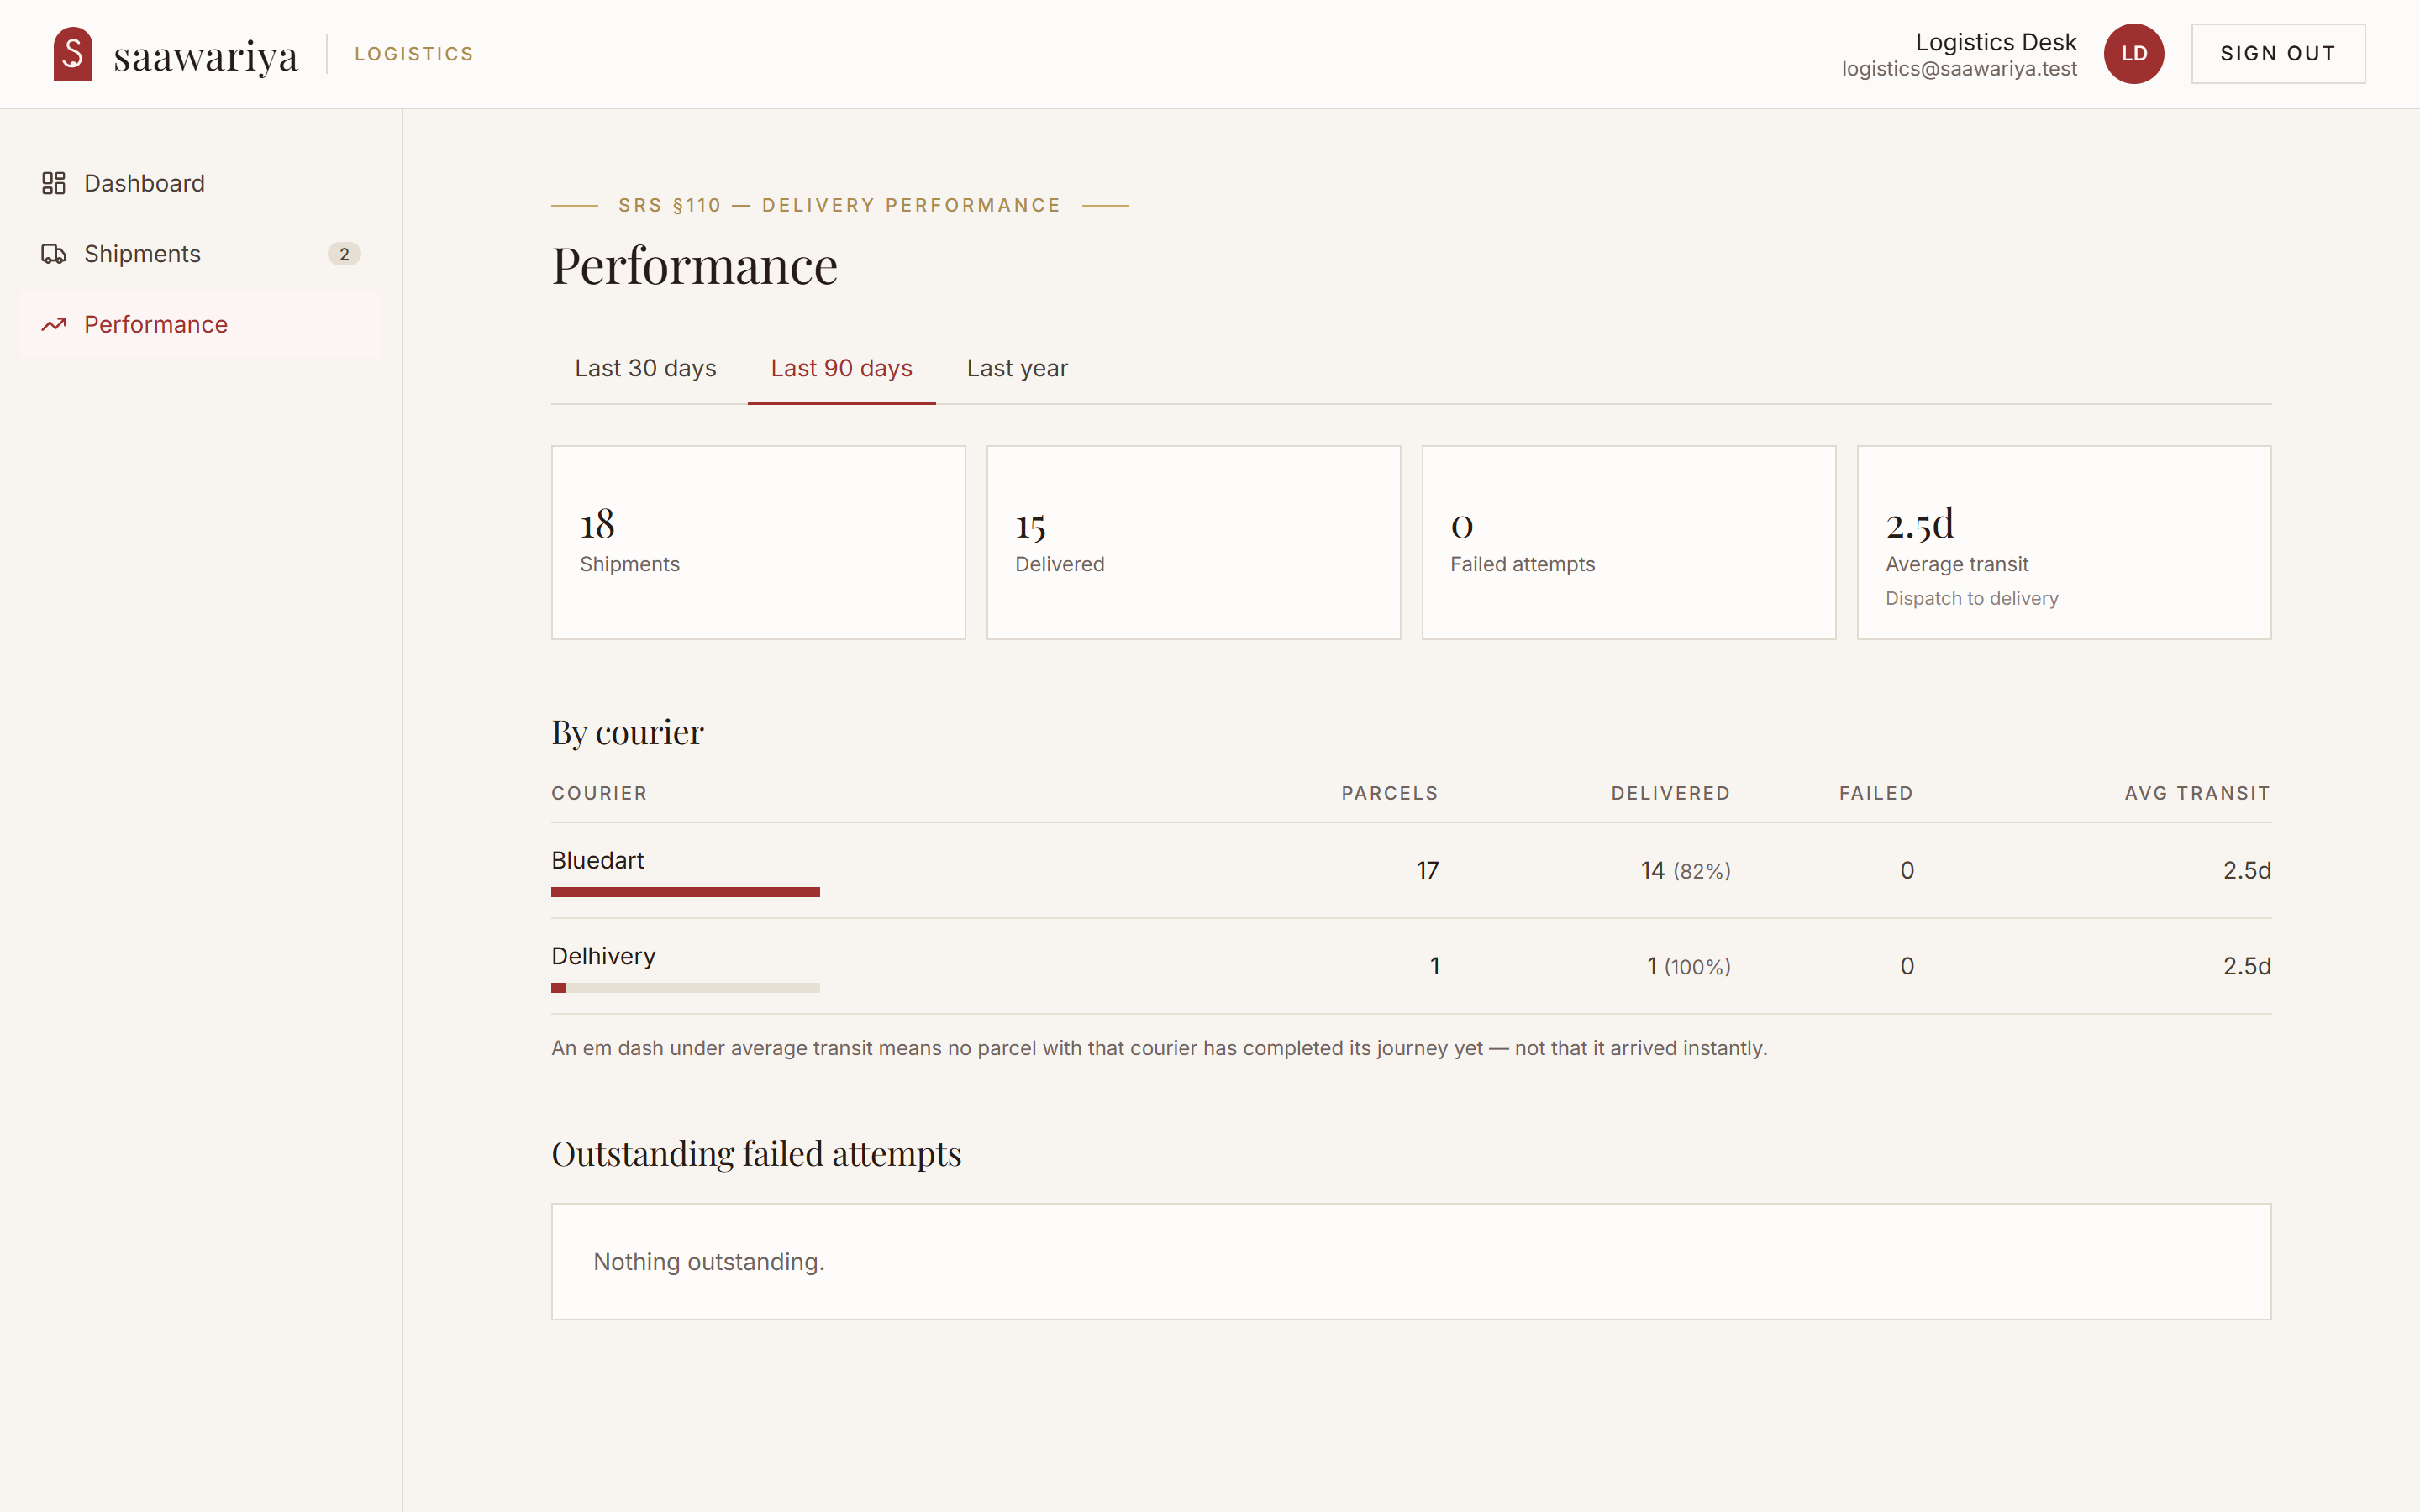 S saawariya LOGISTICS
Logistics Desk
logistics@saawariya.test
LD
SIGN OUT
Dashboard
Shipments 2
Performance
SRS §110 — DELIVERY PERFORMANCE
Performance
Last 30 days Last 90 days Last year
18
Shipments
15
Delivered
0
Failed attempts
2.5d
Average transit
Dispatch to delivery
By courier
COURIER PARCELS DELIVERED FAILED AVG TRANSIT
Bluedart 17 14 (82%) 0 2.5d
Delhivery 1 1 (100%) 0 2.5d
An em dash under average transit means no parcel with that courier has completed its journey yet — not that it arrived instantly.
Outstanding failed attempts
Nothing outstanding.